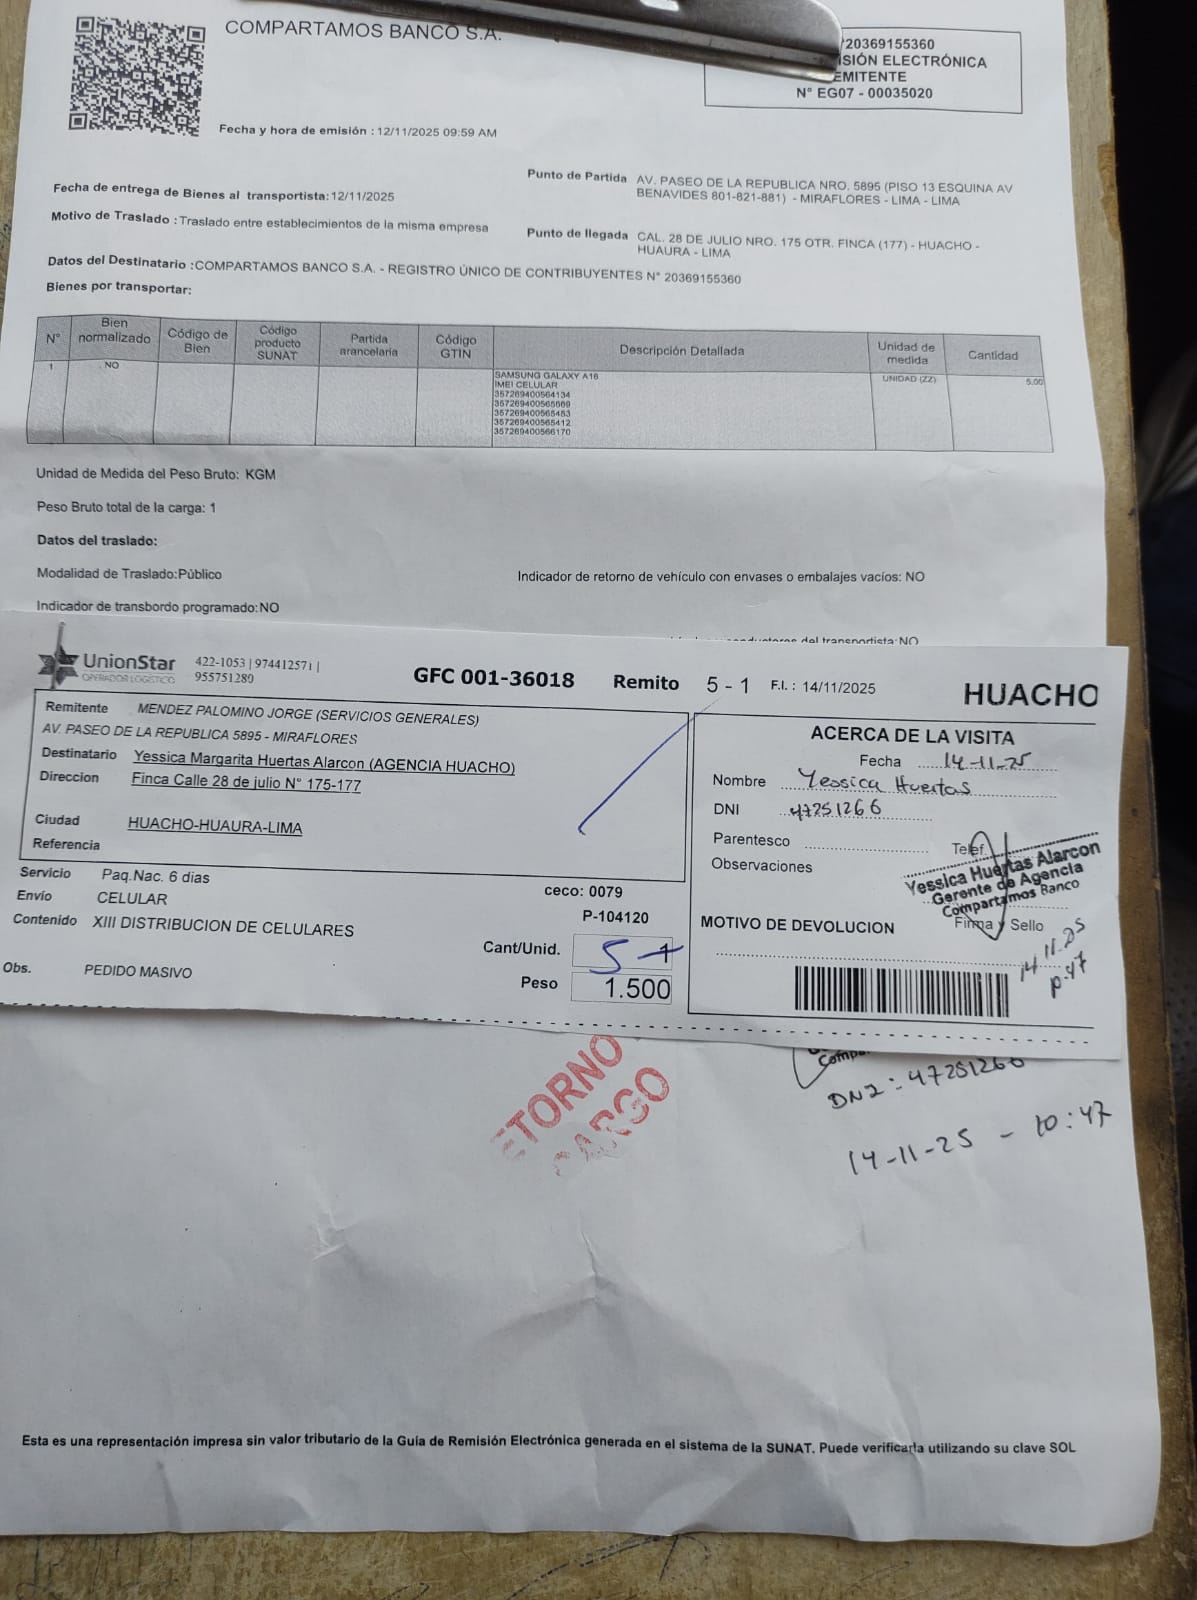 COMPARTAMOS BANCO S.A.
20369155360
ISIÓN ELECTRÓNICA
EMITENTE
N° EG07 - 00035020
Fecha y hora de emisión : 12/11/2025 09:59 AM
Fecha de entrega de Bienes al transportista:12/11/2025
Motivo de Traslado :Traslado entre establecimientos de la misma empresa
Punto de Partida AV. PASEO DE LA REPUBLICA NRO. 5895 (PISO 13 ESQUINA AV
BENAVIDES 801-821-881) - MIRAFLORES - LIMA - LIMA
Punto de llegada CAL. 28 DE JULIO NRO. 175 OTR. FINCA (177) - HUACHO -
HUAURA - LIMA
Datos del Destinatario :COMPARTAMOS BANCO S.A. - REGISTRO ÚNICO DE CONTRIBUYENTES N° 20369155360
Bienes por transportar:
N° Bien normalizado Código de Bien Código producto SUNAT Partida arancelaria Código GTIN Descripción Detallada Unidad de medida Cantidad
1 NO SAMSUNG GALAXY A16 UNIDAD (ZZ) 5.00
IMEI CELULAR
357269400564134
357269400565669
357269400565453
357269400565412
357269400566170
Unidad de Medida del Peso Bruto: KGM
Peso Bruto total de la carga: 1
Datos del traslado:
Modalidad de Traslado:Público
Indicador de retorno de vehículo con envases o embalajes vacíos: NO
Indicador de transbordo programado:NO
del transportista:NO
UnionStar
OPERADOR LOGISTICO
422-1053 | 974412571 |
955751280
GFC 001-36018 Remito 5 - 1 F.I. : 14/11/2025 HUACHO
Remitente MENDEZ PALOMINO JORGE (SERVICIOS GENERALES)
AV. PASEO DE LA REPUBLICA 5895 - MIRAFLORES
Destinatario Yessica Margarita Huertas Alarcon (AGENCIA HUACHO)
Direccion Finca Calle 28 de julio N° 175-177
Ciudad HUACHO-HUAURA-LIMA
Referencia
Servicio Paq.Nac. 6 dias
Envio CELULAR
Contenido XIII DISTRIBUCION DE CELULARES
Obs. PEDIDO MASIVO
ceco: 0079
P-104120
Cant/Unid. 5 1
Peso 1.500
ACERCA DE LA VISITA
Fecha 14-11-25
Nombre Yessica Huertas
DNI 47251266
Parentesco
Telef
Observaciones
Yessica Huertas Alarcon
Gerente de Agencia
Compartamos Banco
Firma y Sello
MOTIVO DE DEVOLUCION
14.11.25
Compa
DNI : 47251266
14-11-25 - 10:47
ETORNO
CARGO
Esta es una representación impresa sin valor tributario de la Guía de Remisión Electrónica generada en el sistema de la SUNAT. Puede verificarla utilizando su clave SOL